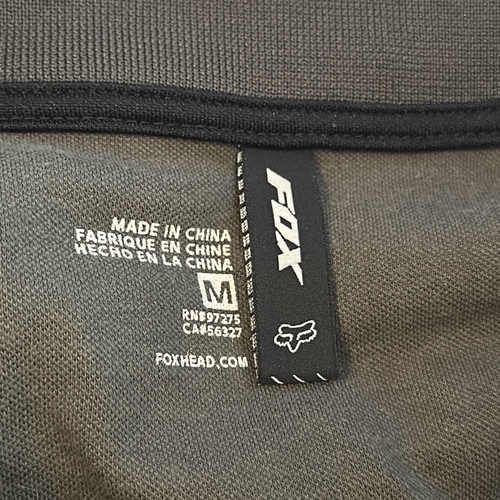 MADE IN CHINA
FABRIQUE EN CHINE
HECHO EN LA CHINA
M
RN#97275
CA#56327
FOXHEAD.COM
FOX